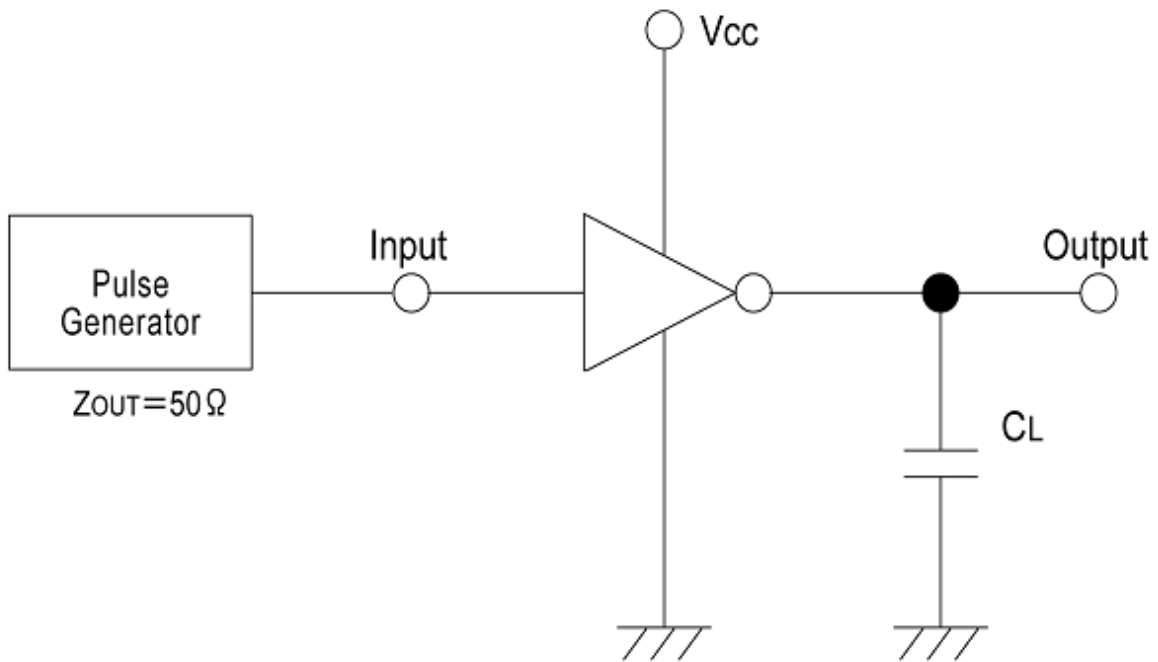 Vcc
Input
Output
Pulse
Generator
ZOUT=50Ω
CL